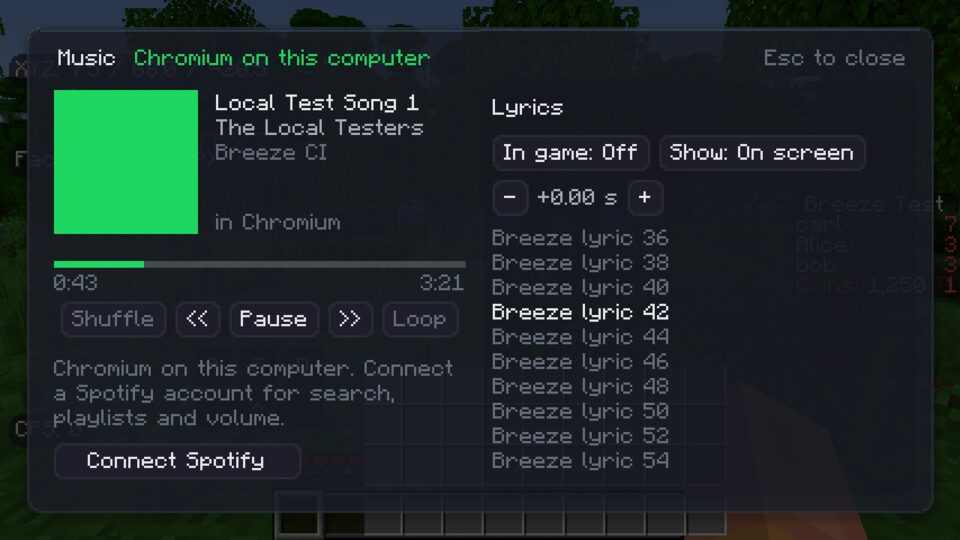 Music Chromium on this computer
Esc to close
Local Test Song 1
The Local Testers
Breeze CI
in Chromium
0:43
3:21
Shuffle << Pause >> Loop
Chromium on this computer. Connect
a Spotify account for search,
playlists and volume.
Connect Spotify
Lyrics
In game: Off
Show: On screen
- +0.00 s +
Breeze lyric 36
Breeze lyric 38
Breeze lyric 40
Breeze lyric 42
Breeze lyric 44
Breeze lyric 46
Breeze lyric 48
Breeze lyric 50
Breeze lyric 52
Breeze lyric 54
Breeze Test
carl 7
Alice 3
bob 3
Coins: 1,250 1